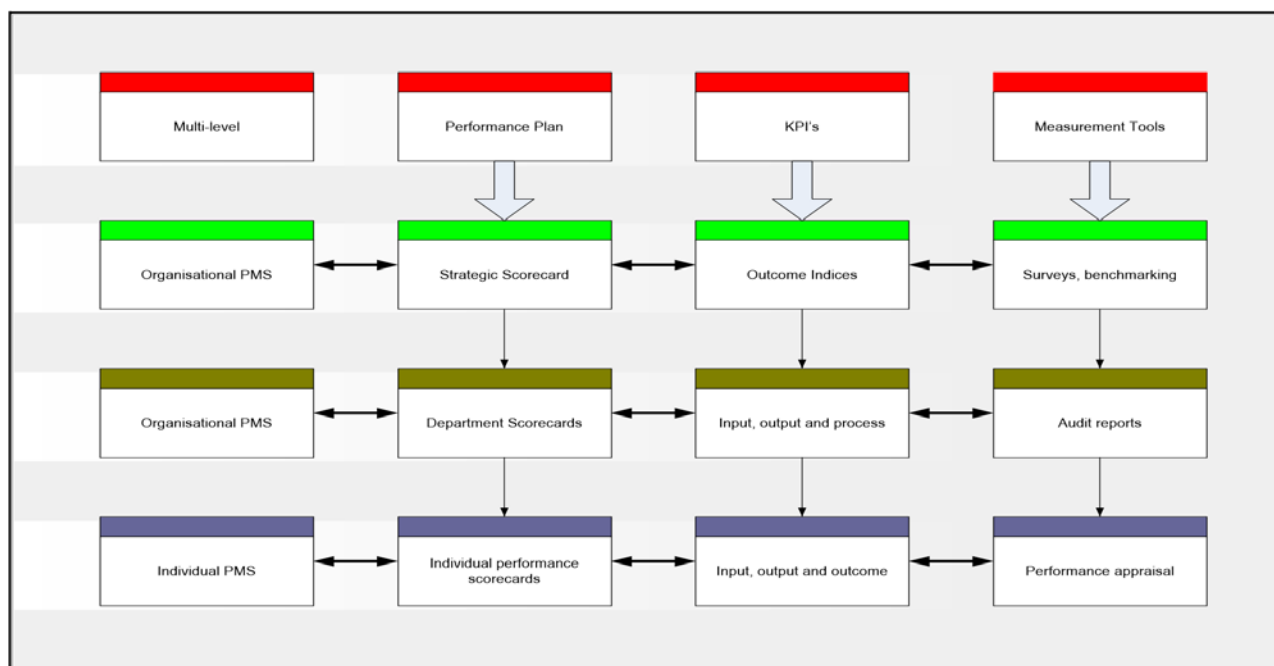 Multi-level
Performance Plan
KPI's
Measurement Tools
Organisational PMS
Strategic Scorecard
Outcome Indices
Surveys, benchmarking
Organisational PMS
Department Scorecards
Input, output and process
Audit reports
Individual PMS
Individual performance
scorecards
Input, output and outcome
Performance appraisal